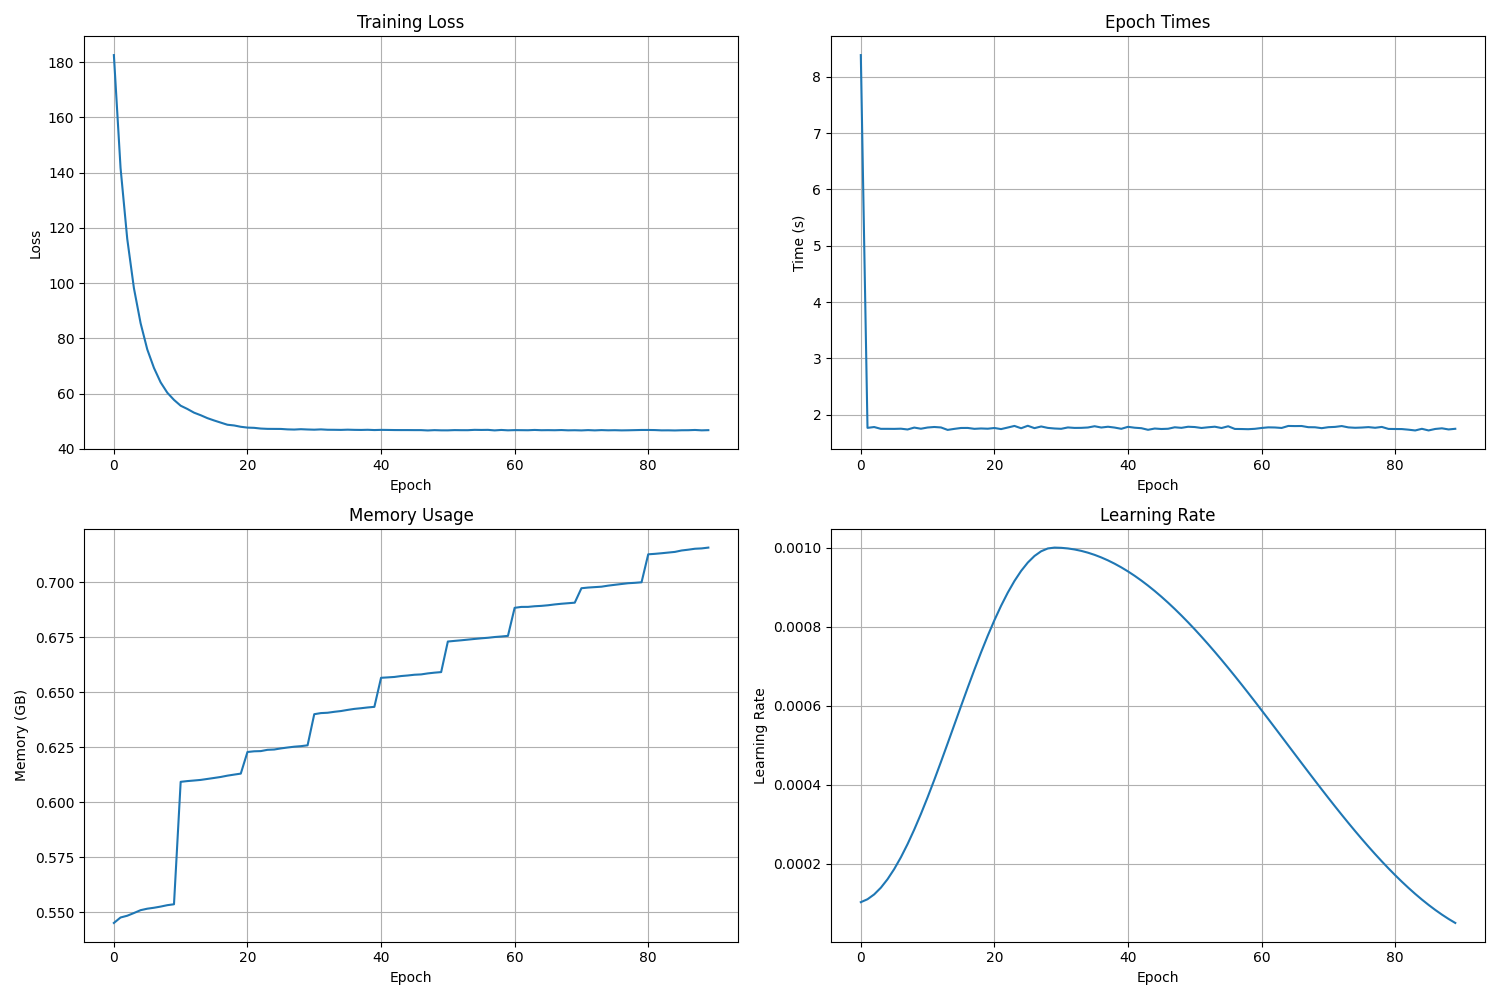 Training Loss
180
160
140
120
100
80
60
40
Loss
0 20 40 60 80
Epoch
Epoch Times
8
7
6
5
4
3
2
Time (s)
0 20 40 60 80
Epoch
Memory Usage
0.700
0.675
0.650
0.625
0.600
0.575
0.550
Memory (GB)
0 20 40 60 80
Epoch
Learning Rate
0.0010
0.0008
0.0006
0.0004
0.0002
Learning Rate
0 20 40 60 80
Epoch